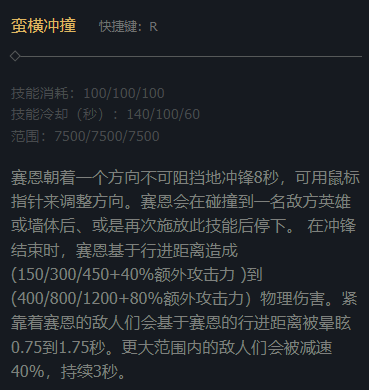 蛮横冲撞 快捷键：R
技能消耗：100/100/100
技能冷却（秒）：140/100/60
范围：7500/7500/7500
赛恩朝着一个方向不可阻挡地冲锋8秒，可用鼠标
指针来调整方向。赛恩会在碰撞到一名敌方英雄
或墙体后、或是再次施放此技能后停下。 在冲锋
结束时，赛恩基于行进距离造成
(150/300/450+40%额外攻击力 )到
(400/800/1200+80%额外攻击力）物理伤害。紧
靠着赛恩的敌人们会基于赛恩的行进距离被晕眩
0.75到1.75秒。更大范围内的敌人们会被减速
40%，持续3秒。